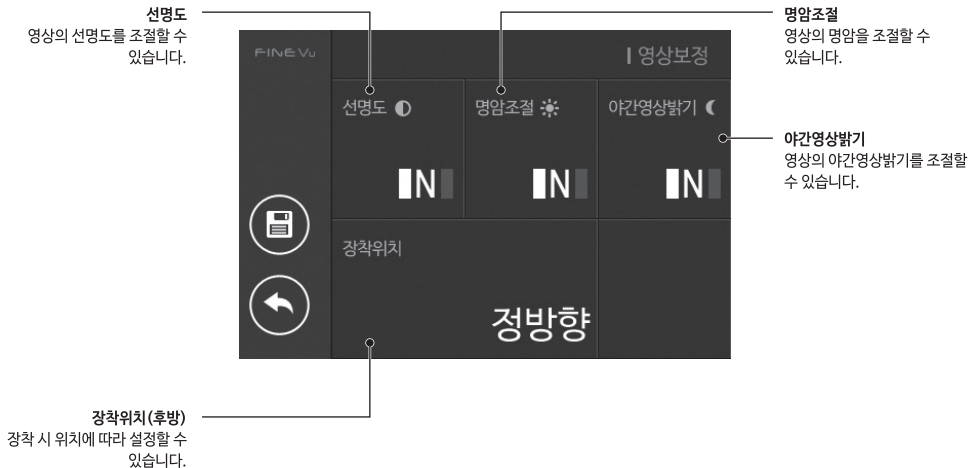 선명도
영상의 선명도를 조절할 수
있습니다.
명암조절
영상의 명암을 조절할 수
있습니다.
FINEVu
영상보정
선명도
명암조절
야간영상밝기
N
N
N
야간영상밝기
영상의 야간영상밝기를 조절할
수 있습니다.
장착위치
정방향
장착위치(후방)
장착 시 위치에 따라 설정할 수
있습니다.